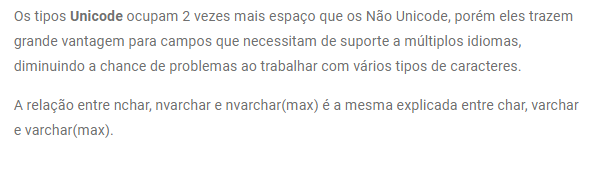 Os tipos Unicode ocupam 2 vezes mais espaço que os Não Unicode, porém eles trazem
grande vantagem para campos que necessitam de suporte a múltiplos idiomas,
diminuindo a chance de problemas ao trabalhar com vários tipos de caracteres.
A relação entre nchar, nvarchar e nvarchar(max) é a mesma explicada entre char, varchar
e varchar(max).